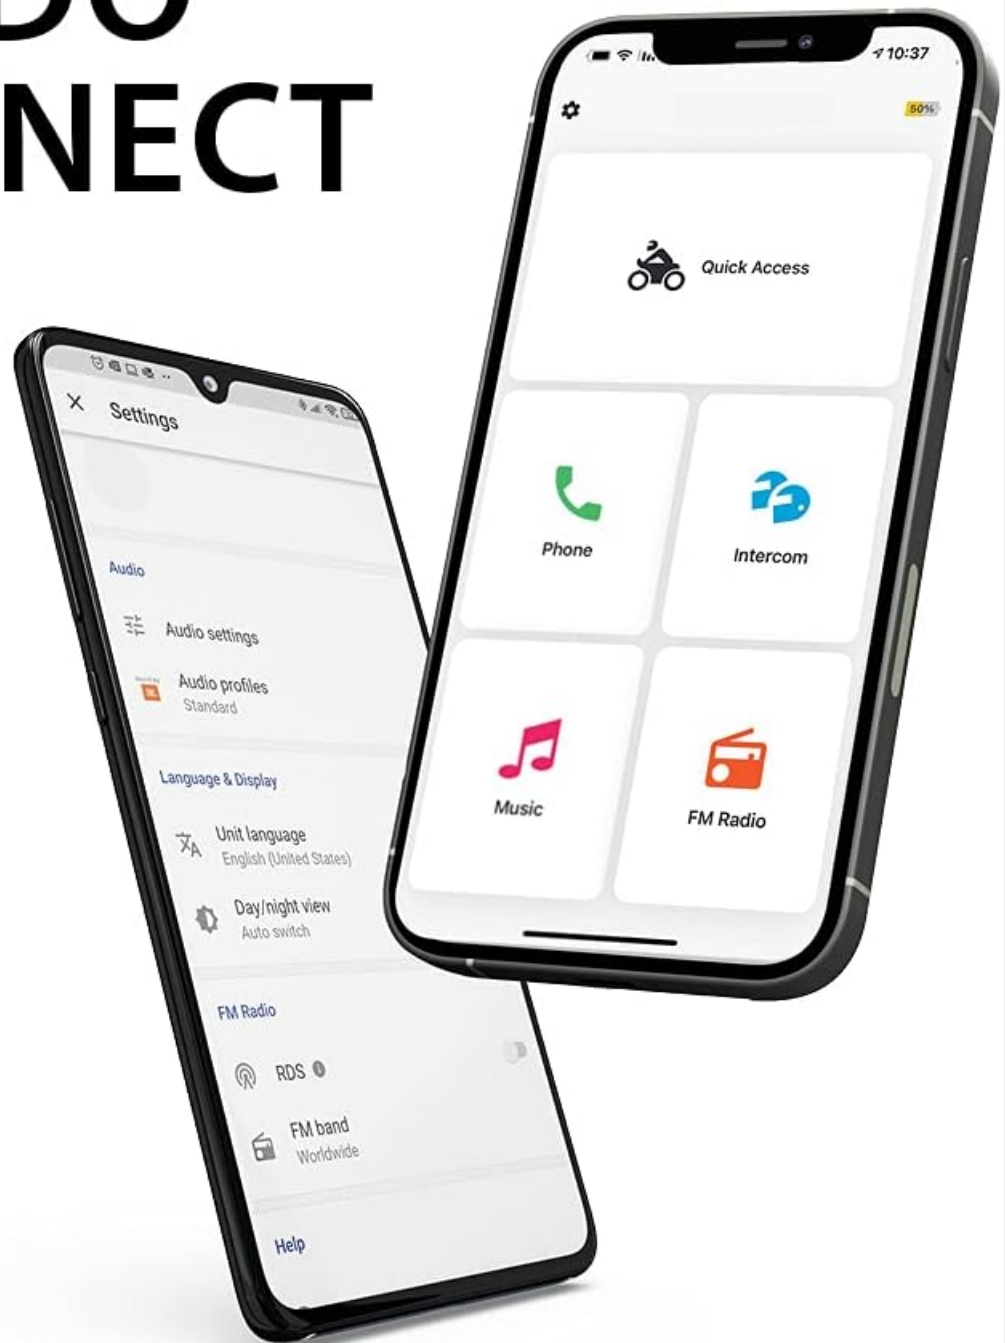 DO
NECT
10:37
50%
Quick Access
Phone
Intercom
Music
FM Radio
Settings
Audio
Audio settings
Audio profiles
Standard
Language & Display
Unit language
English (United States)
Day/night view
Auto switch
FM Radio
RDS
FM band
Worldwide
Help